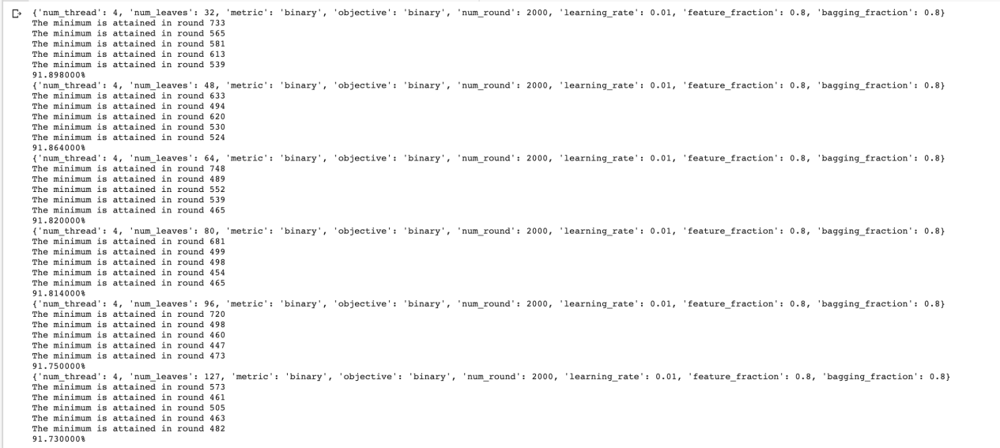 {'num_thread': 4, 'num_leaves': 32, 'metric': 'binary', 'objective': 'binary', 'num_round': 2000, 'learning_rate': 0.01, 'feature_fraction': 0.8, 'bagging_fraction': 0.8}
The minimum is attained in round 733
The minimum is attained in round 565
The minimum is attained in round 581
The minimum is attained in round 613
The minimum is attained in round 539
91.898000%
{'num_thread': 4, 'num_leaves': 48, 'metric': 'binary', 'objective': 'binary', 'num_round': 2000, 'learning_rate': 0.01, 'feature_fraction': 0.8, 'bagging_fraction': 0.8}
The minimum is attained in round 633
The minimum is attained in round 494
The minimum is attained in round 620
The minimum is attained in round 530
The minimum is attained in round 524
91.864000%
{'num_thread': 4, 'num_leaves': 64, 'metric': 'binary', 'objective': 'binary', 'num_round': 2000, 'learning_rate': 0.01, 'feature_fraction': 0.8, 'bagging_fraction': 0.8}
The minimum is attained in round 748
The minimum is attained in round 489
The minimum is attained in round 552
The minimum is attained in round 539
The minimum is attained in round 465
91.820000%
{'num_thread': 4, 'num_leaves': 80, 'metric': 'binary', 'objective': 'binary', 'num_round': 2000, 'learning_rate': 0.01, 'feature_fraction': 0.8, 'bagging_fraction': 0.8}
The minimum is attained in round 681
The minimum is attained in round 499
The minimum is attained in round 498
The minimum is attained in round 454
The minimum is attained in round 465
91.814000%
{'num_thread': 4, 'num_leaves': 96, 'metric': 'binary', 'objective': 'binary', 'num_round': 2000, 'learning_rate': 0.01, 'feature_fraction': 0.8, 'bagging_fraction': 0.8}
The minimum is attained in round 720
The minimum is attained in round 498
The minimum is attained in round 460
The minimum is attained in round 447
The minimum is attained in round 473
91.750000%
{'num_thread': 4, 'num_leaves': 127, 'metric': 'binary', 'objective': 'binary', 'num_round': 2000, 'learning_rate': 0.01, 'feature_fraction': 0.8, 'bagging_fraction': 0.8}
The minimum is attained in round 573
The minimum is attained in round 461
The minimum is attained in round 505
The minimum is attained in round 463
The minimum is attained in round 482
91.730000%